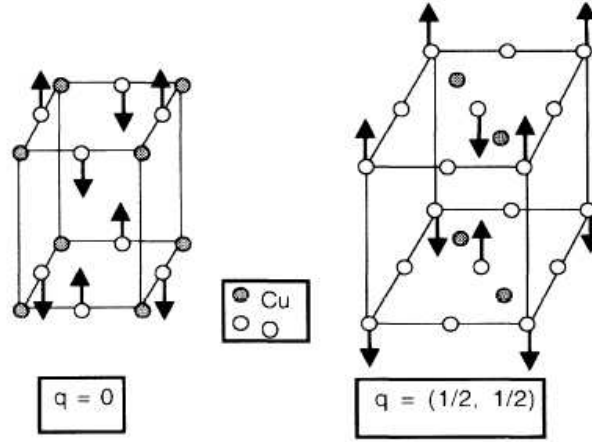 Cu
O
q = 0
q = (1/2, 1/2)